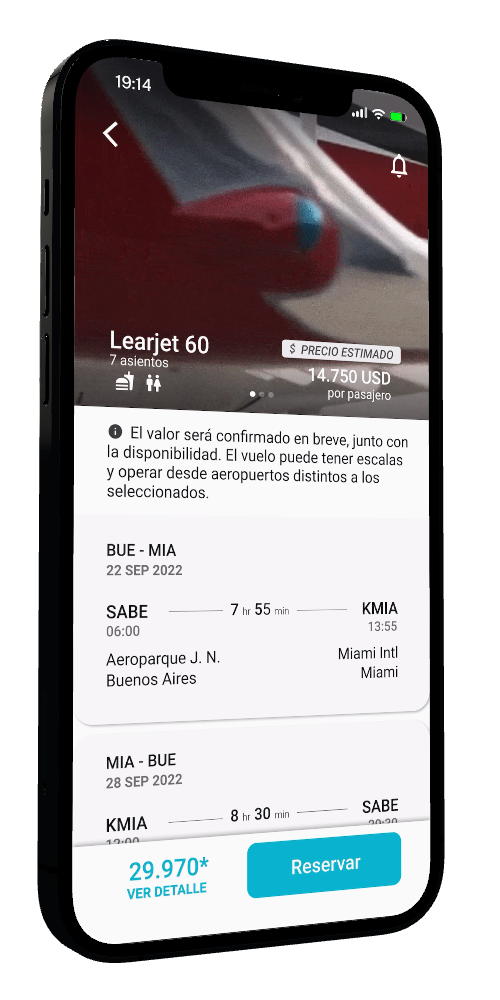 19:14
Learjet 60
7 asientos
$ PRECIO ESTIMADO
14.750 USD
por pasajero
El valor será confirmado en breve, junto con
la disponibilidad. El vuelo puede tener escalas
y operar desde aeropuertos distintos a los
seleccionados.
BUE - MIA
22 SEP 2022
SABE 7 hr 55 min KMIA
06:00 13:55
Aeroparque J. N. Miami Intl
Buenos Aires Miami
MIA - BUE
28 SEP 2022
KMIA 8 hr 30 min SABE
29.970*
VER DETALLE
Reservar